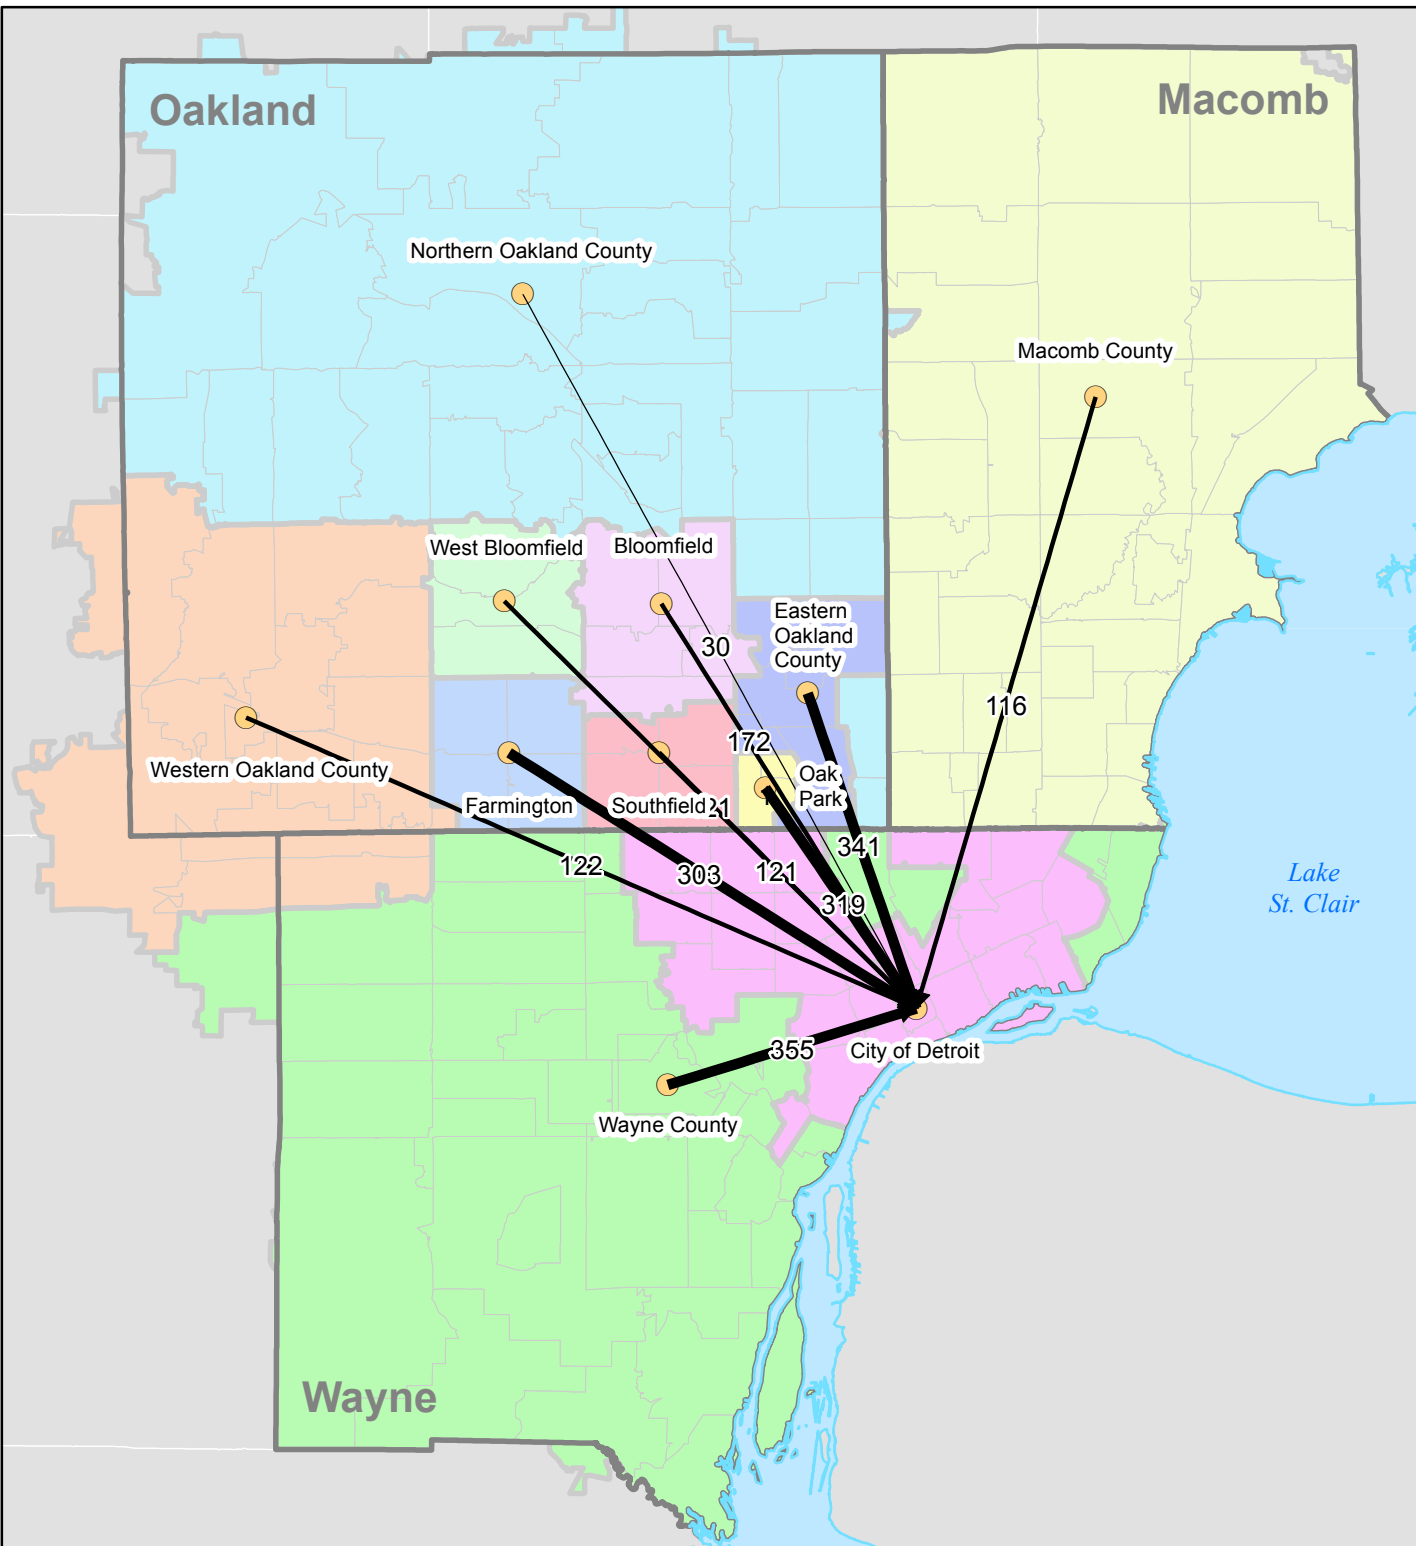 Oakland
Macomb
Northern Oakland County
Macomb County
West Bloomfield
Bloomfield
Eastern
Oakland
County
30
116
172
Western Oakland County
Oak
Park
Farmington
Southfield
341
122
303
121
319
Lake
St. Clair
355
City of Detroit
Wayne County
Wayne